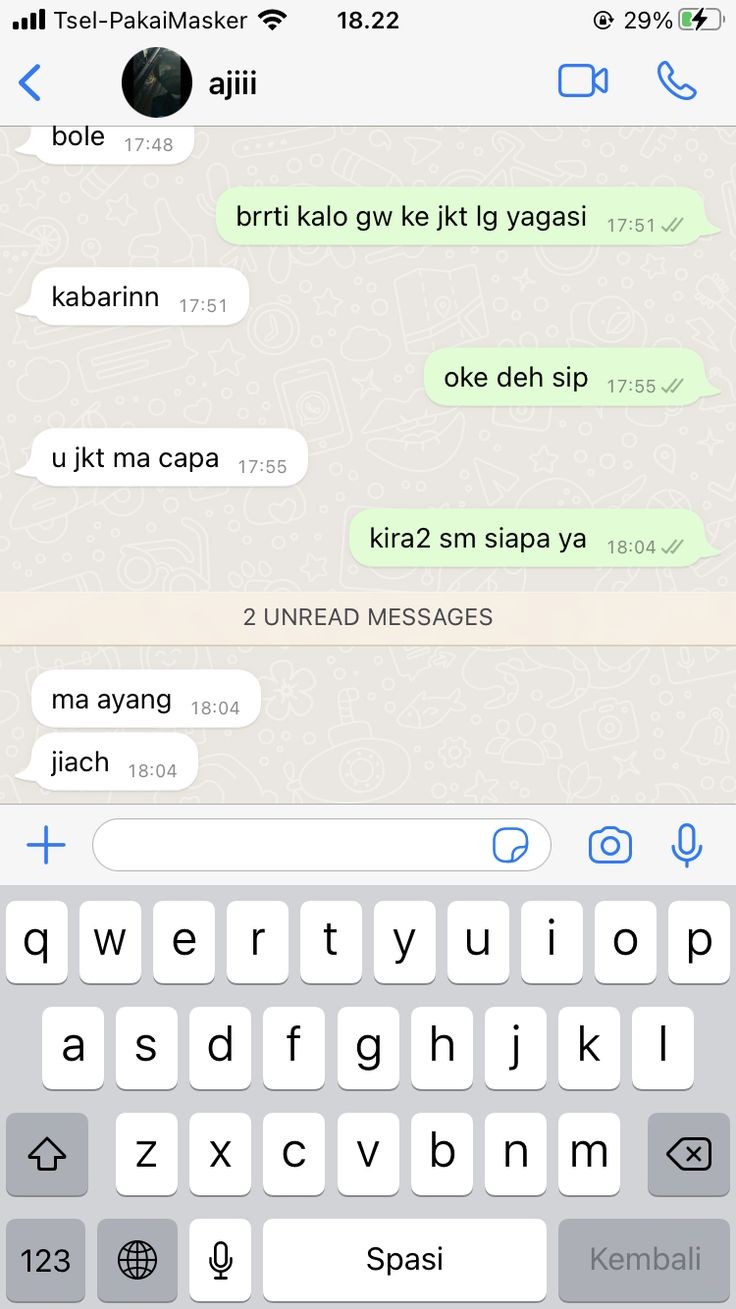 Tsel-PakaiMasker 18.22 29%
ajiii
bole 17:48
brrti kalo gw ke jkt lg yagasi 17:51
kabarinn 17:51
oke deh sip 17:55
u jkt ma capa 17:55
kira2 sm siapa ya 18:04
2 UNREAD MESSAGES
ma ayang 18:04
jiach 18:04
q w e r t y u i o p
a s d f g h j k l
z x c v b n m
123 Spasi Kembali